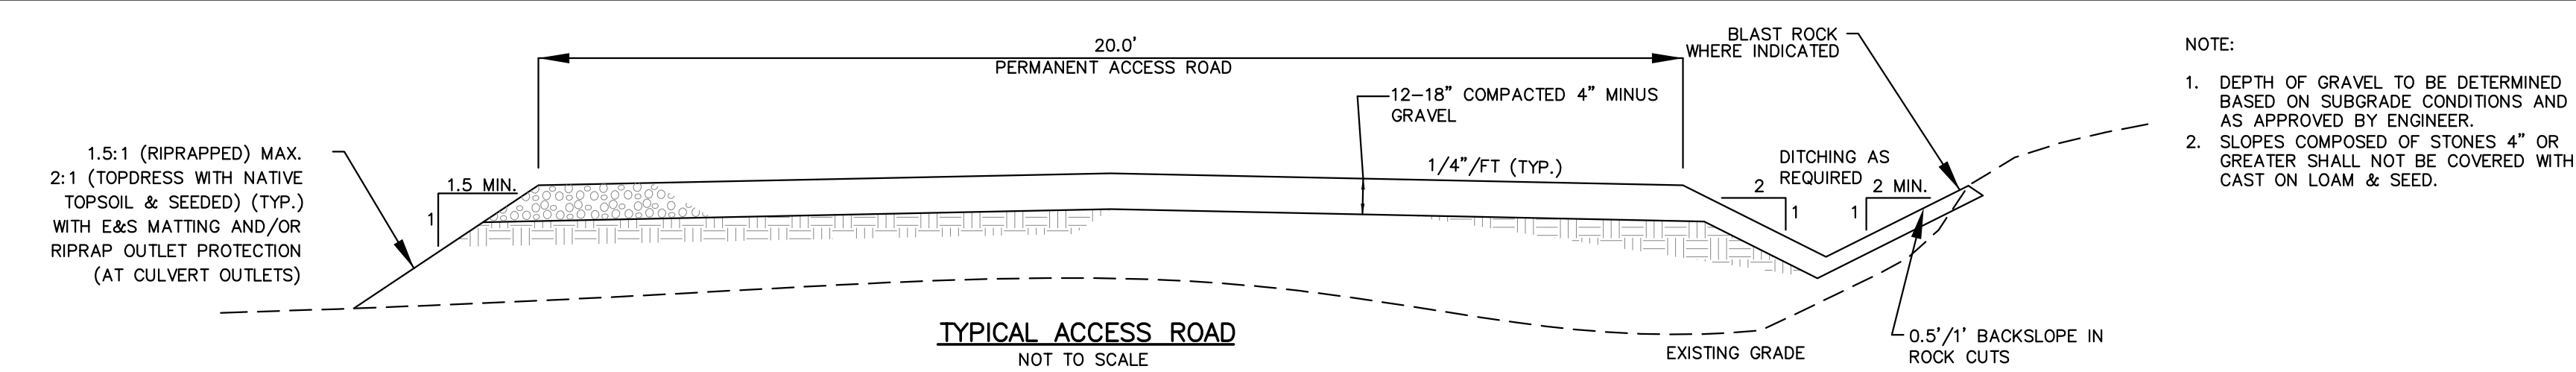 20.0'
PERMANENT ACCESS ROAD
BLAST ROCK
WHERE INDICATED
12-18" COMPACTED 4" MINUS
GRAVEL
1.5:1 (RIPRAPPED) MAX.
2:1 (TOPDRESS WITH NATIVE
TOPSOIL & SEEDED) (TYP.)
WITH E&S MATTING AND/OR
RIPRAP OUTLET PROTECTION
(AT CULVERT OUTLETS)
1.5 MIN.
1
1/4"/FT (TYP.)
DITCHING AS
REQUIRED
2
1
2 MIN.
1
0.5'/1' BACKSLOPE IN
ROCK CUTS
EXISTING GRADE
TYPICAL ACCESS ROAD
NOT TO SCALE
NOTE:
1. DEPTH OF GRAVEL TO BE DETERMINED
BASED ON SUBGRADE CONDITIONS AND
AS APPROVED BY ENGINEER.
2. SLOPES COMPOSED OF STONES 4" OR
GREATER SHALL NOT BE COVERED WITH
CAST ON LOAM & SEED.